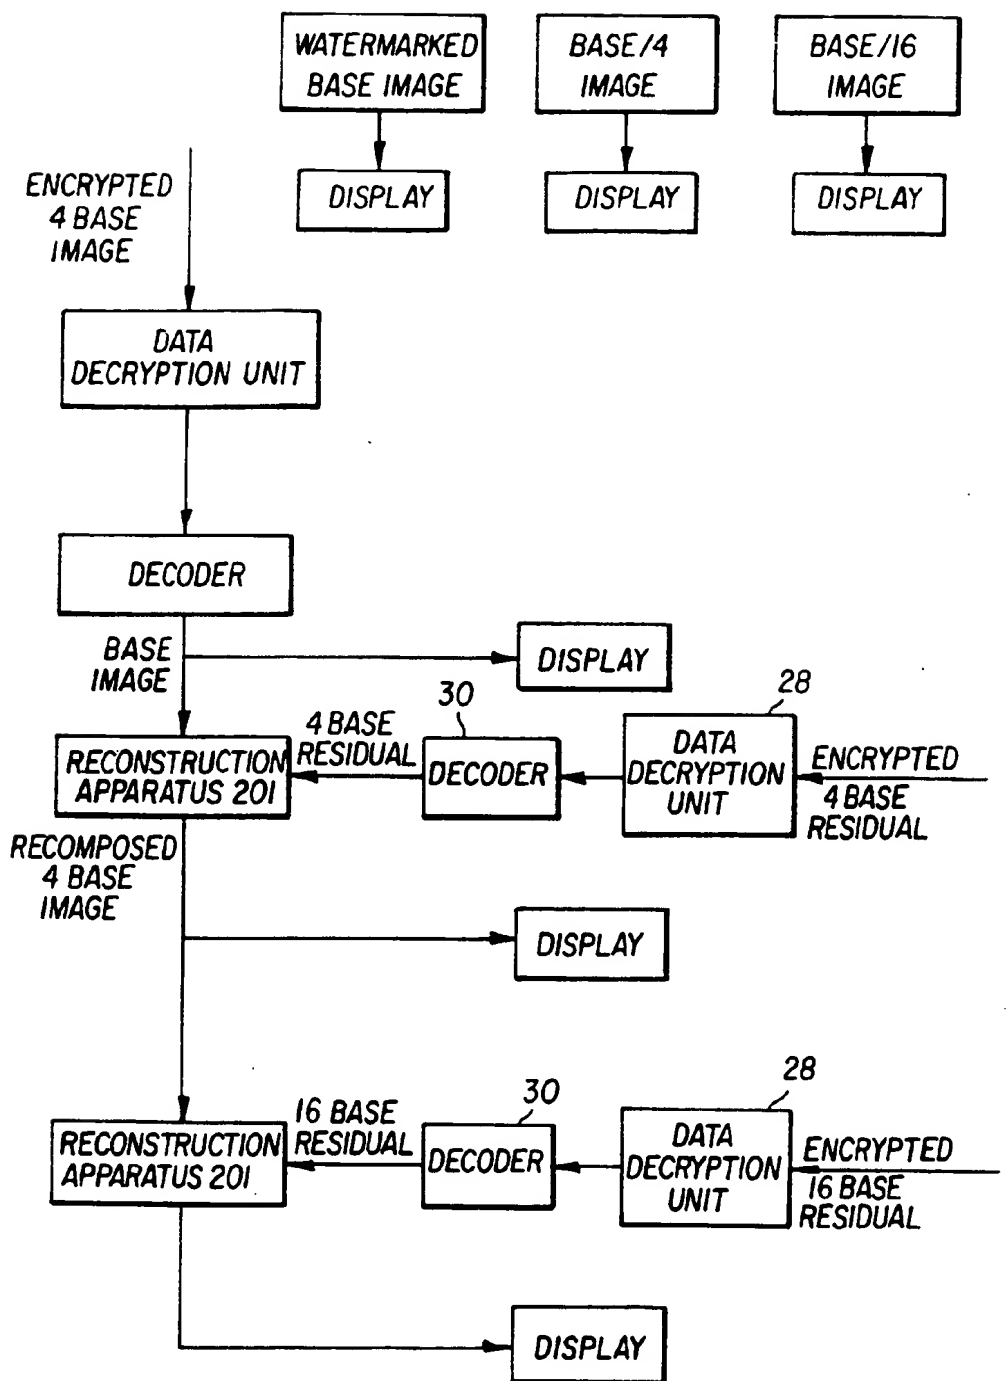 WATERMARKED
BASE IMAGE
BASE/4
IMAGE
BASE/16
IMAGE
DISPLAY
DISPLAY
DISPLAY
ENCRYPTED
4 BASE
IMAGE
DATA
DECRYPTION UNIT
DECODER
BASE
IMAGE
DISPLAY
RECONSTRUCTION
APPARATUS 201
4 BASE
RESIDUAL
30
DECODER
28
DATA
DECRYPTION
UNIT
ENCRYPTED
4 BASE
RESIDUAL
RECOMPOSED
4 BASE
IMAGE
DISPLAY
RECONSTRUCTION
APPARATUS 201
16 BASE
RESIDUAL
30
DECODER
28
DATA
DECRYPTION
UNIT
ENCRYPTED
16 BASE
RESIDUAL
DISPLAY